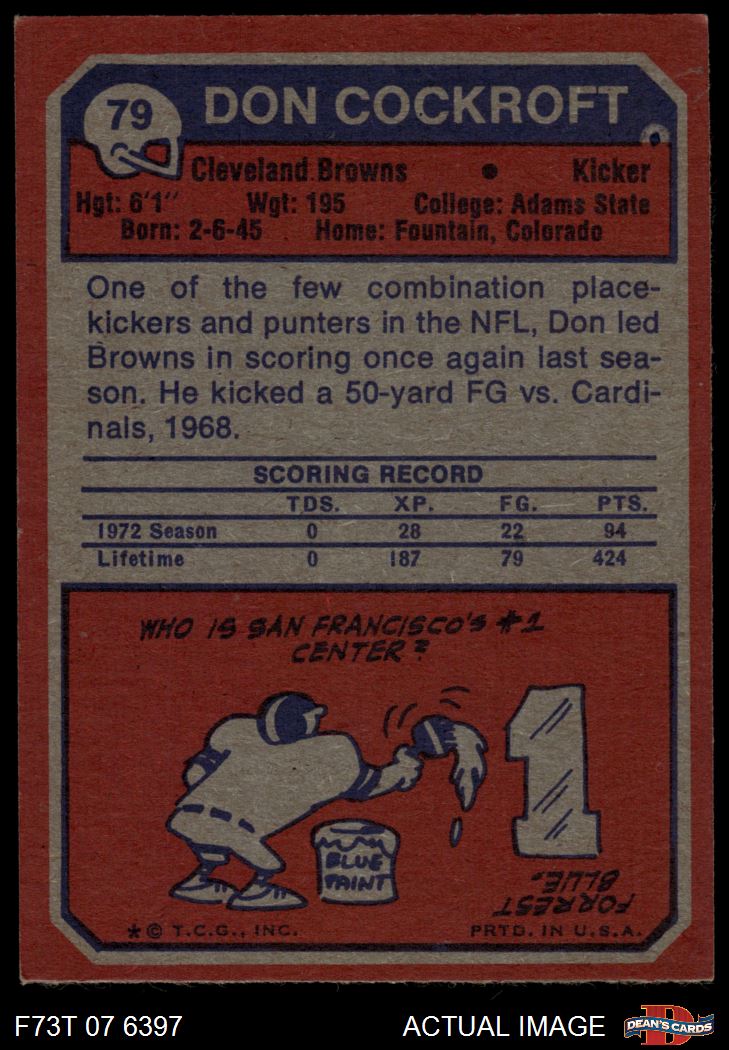 79
DON COCKROFT
Cleveland Browns • Kicker
Hgt: 6'1" Wgt: 195 College: Adams State
Born: 2-6-45 Home: Fountain, Colorado
One of the few combination place-
kickers and punters in the NFL, Don led
Browns in scoring once again last sea-
son. He kicked a 50-yard FG vs. Cardi-
nals, 1968.
SCORING RECORD
TDS. XP. FG. PTS.
1972 Season 0 28 22 94
Lifetime 0 187 79 424
WHO IS SAN FRANCISCO'S #1
CENTER?
1
BLUE
PAINT
FORREST
BLUE.
* © T.C.G., INC. PRTD. IN U.S.A.
F73T 07 6397 ACTUAL IMAGE
D
DEAN'S CARDS